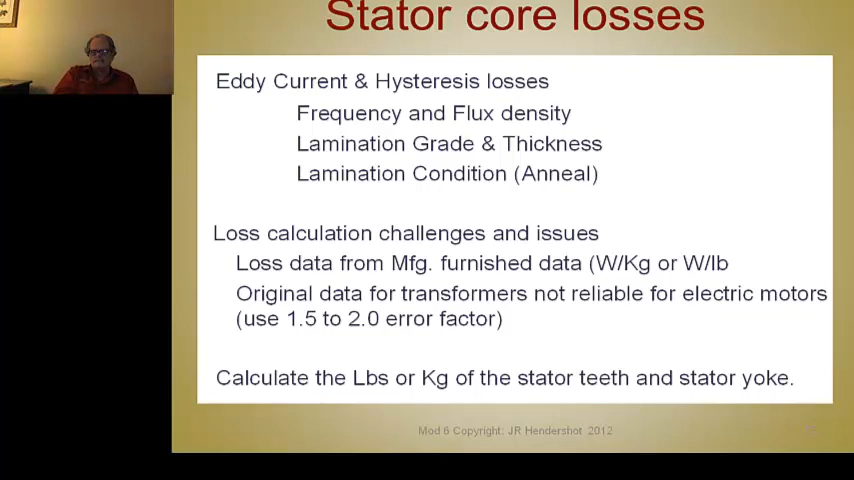 Stator core losses
Eddy Current & Hysteresis losses
Frequency and Flux density
Lamination Grade & Thickness
Lamination Condition (Anneal)
Loss calculation challenges and issues
Loss data from Mfg. furnished data (W/Kg or W/lb
Original data for transformers not reliable for electric motors
(use 1.5 to 2.0 error factor)
Calculate the Lbs or Kg of the stator teeth and stator yoke.
Mod 6 Copyright: JR Hendershot 2012